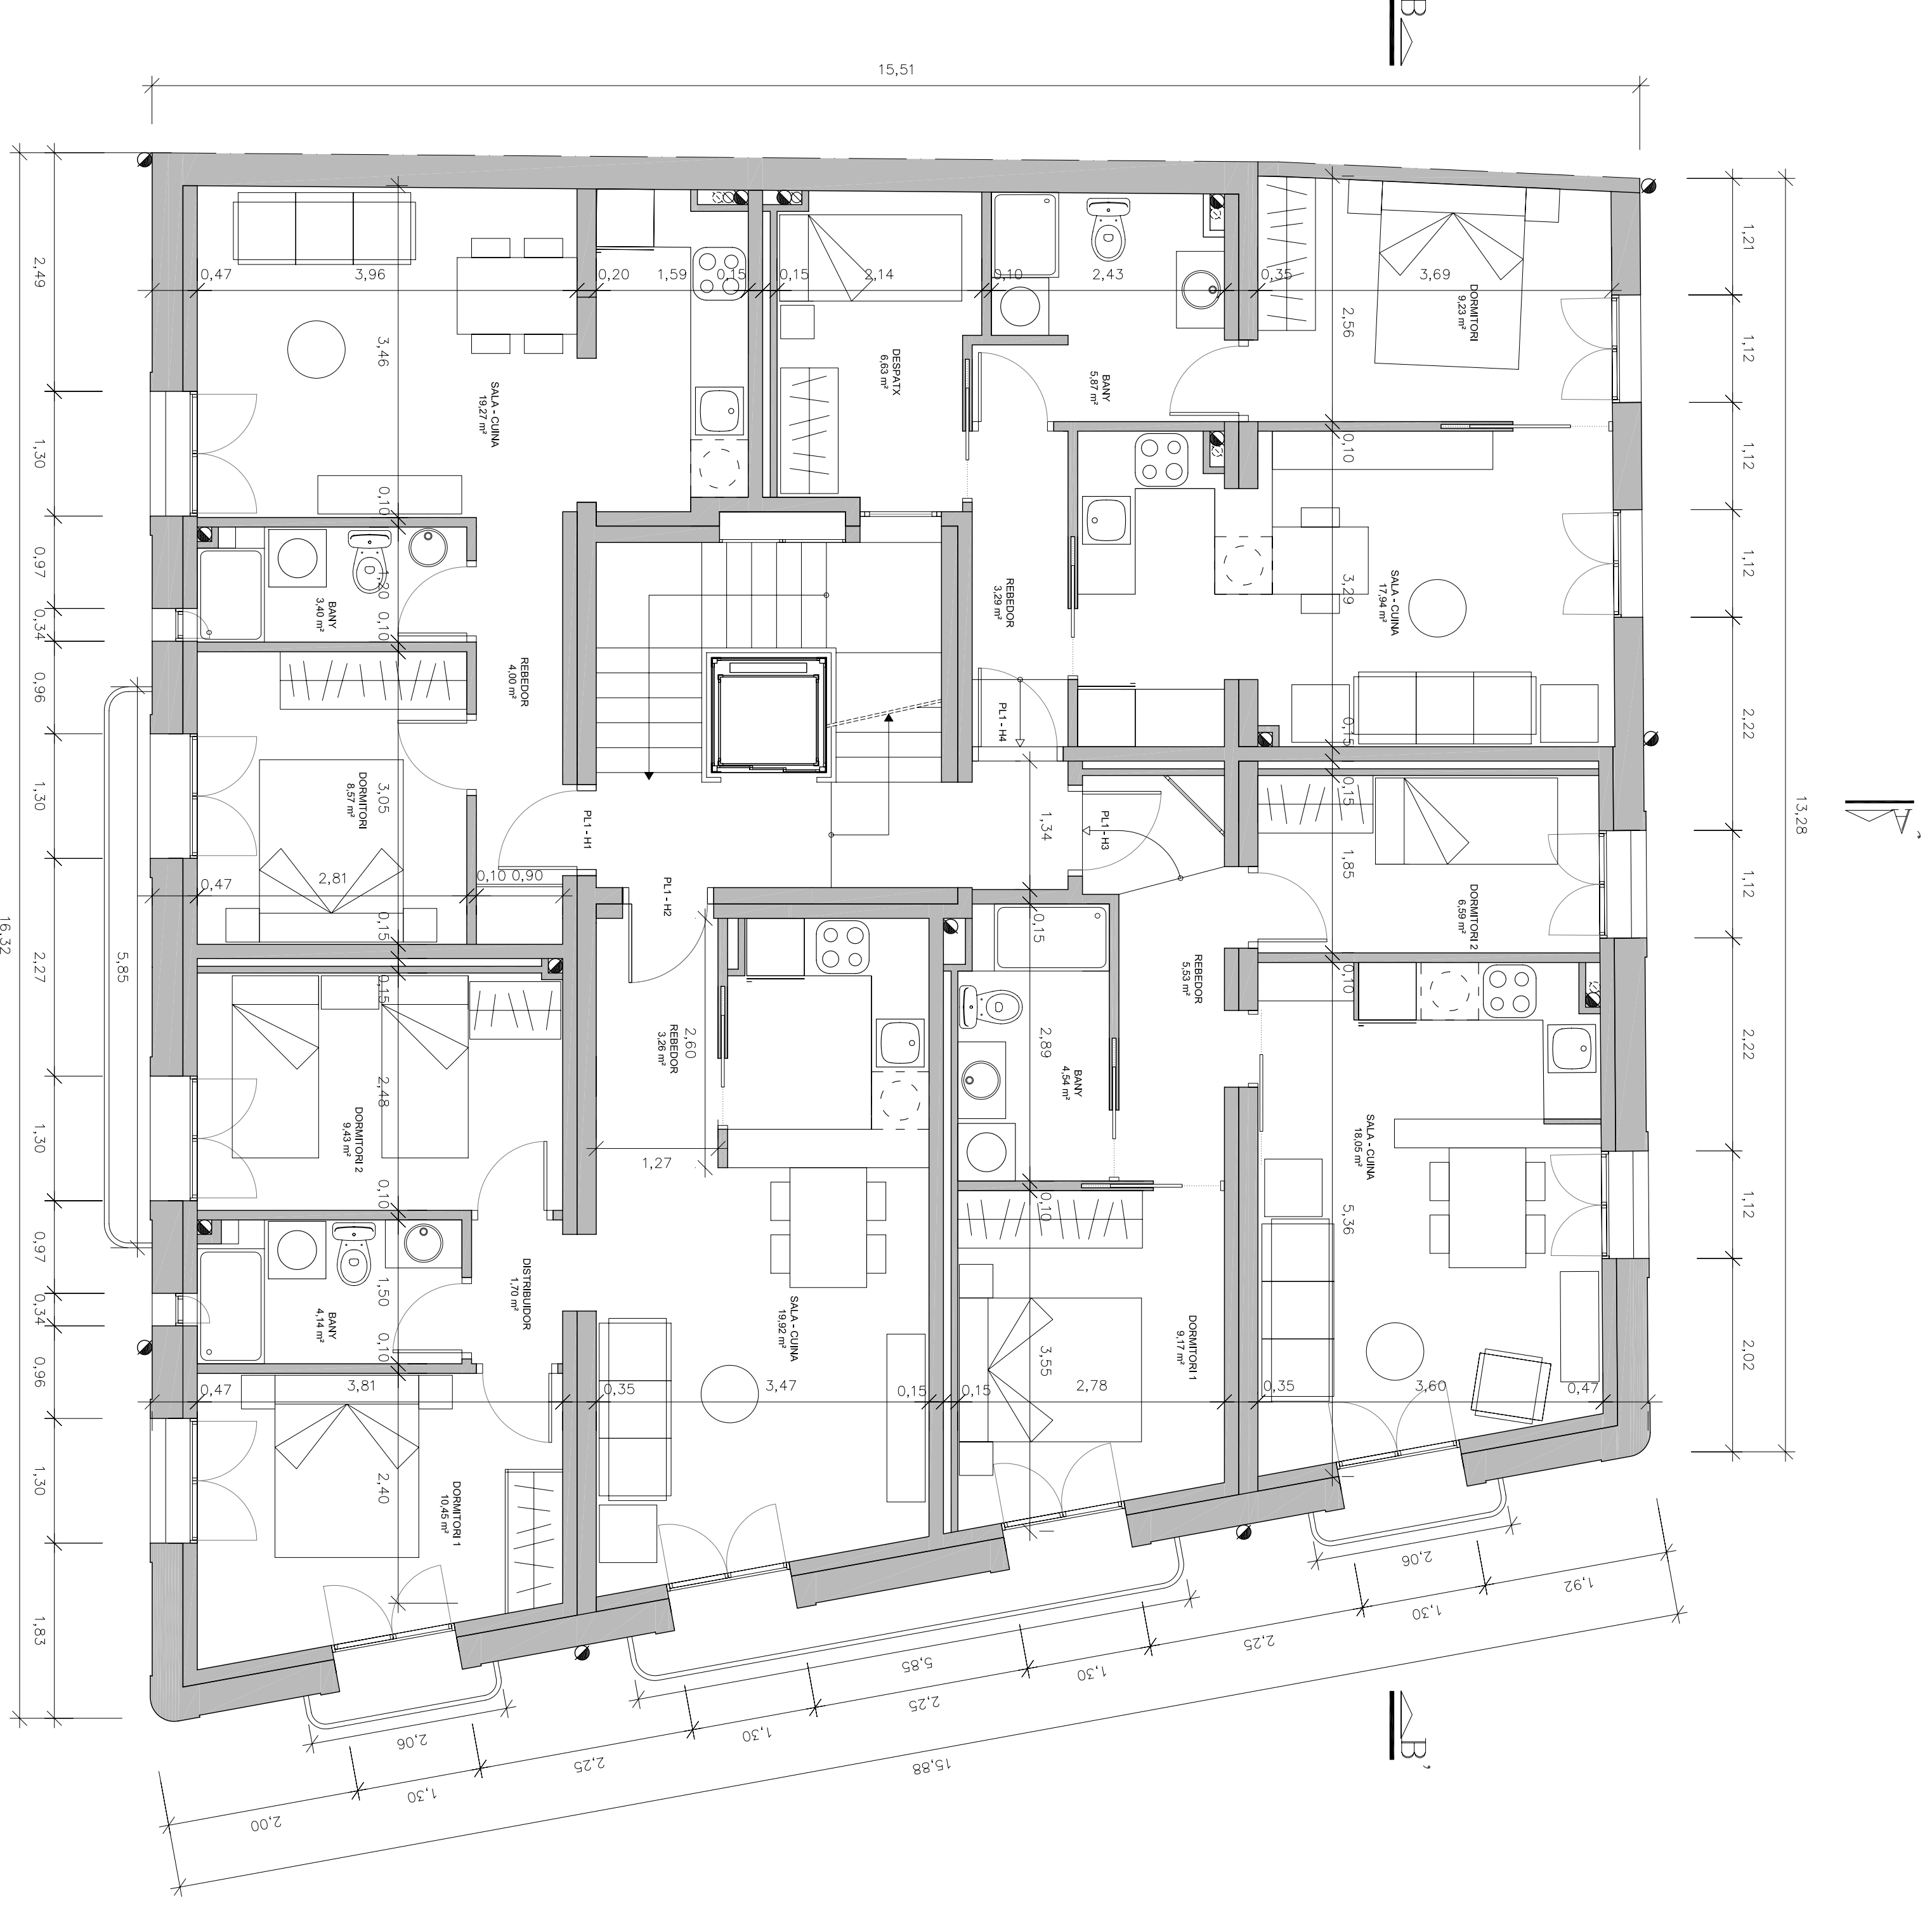 B
15,51
2,49
1,30
0,97
0,34
0,96
1,30
2,27
1,30
0,97
0,34
0,96
1,30
1,83
16,32
5,85
1,21
1,12
1,12
1,12
2,22
1,12
2,22
1,12
2,02
13,28
A'
0,47
3,96
0,20
1,59
0,15
0,15
2,14
0,10
2,43
0,35
3,69
2,56
DORMITORI
9,23 m²
3,46
SALA - CUINA
19,27 m²
DESPATX
6,63 m²
BANY
5,87 m²
0,10
0,10
1,20
0,10
BANY
3,40 m²
REBEDOR
4,00 m²
REBEDOR
3,29 m²
SALA - CUINA
17,94 m²
3,29
0,15
PL1 - H4
DORMITORI
8,57 m²
3,05
2,81
0,47
0,10
0,90
0,15
PL1 - H1
PL1 - H2
1,34
PL1 - H3
0,15
1,85
DORMITORI 2
6,59 m²
0,10
0,15
REBEDOR
5,53 m²
0,15
2,48
DORMITORI 2
9,43 m²
REBEDOR
3,26 m²
2,60
1,27
2,89
BANY
4,54 m²
SALA - CUINA
18,05 m²
5,36
0,10
0,10
1,50
0,10
BANY
4,14 m²
DISTRIBUIDOR
1,70 m²
SALA - CUINA
19,92 m²
3,55
DORMITORI 1
9,17 m²
0,47
3,81
0,35
3,47
0,15
0,15
2,78
0,35
3,60
0,47
2,40
DORMITORI 1
10,45 m²
2,06
5,85
2,06
2,00
1,30
2,25
1,30
2,25
1,30
2,25
1,30
1,92
15,88
B'